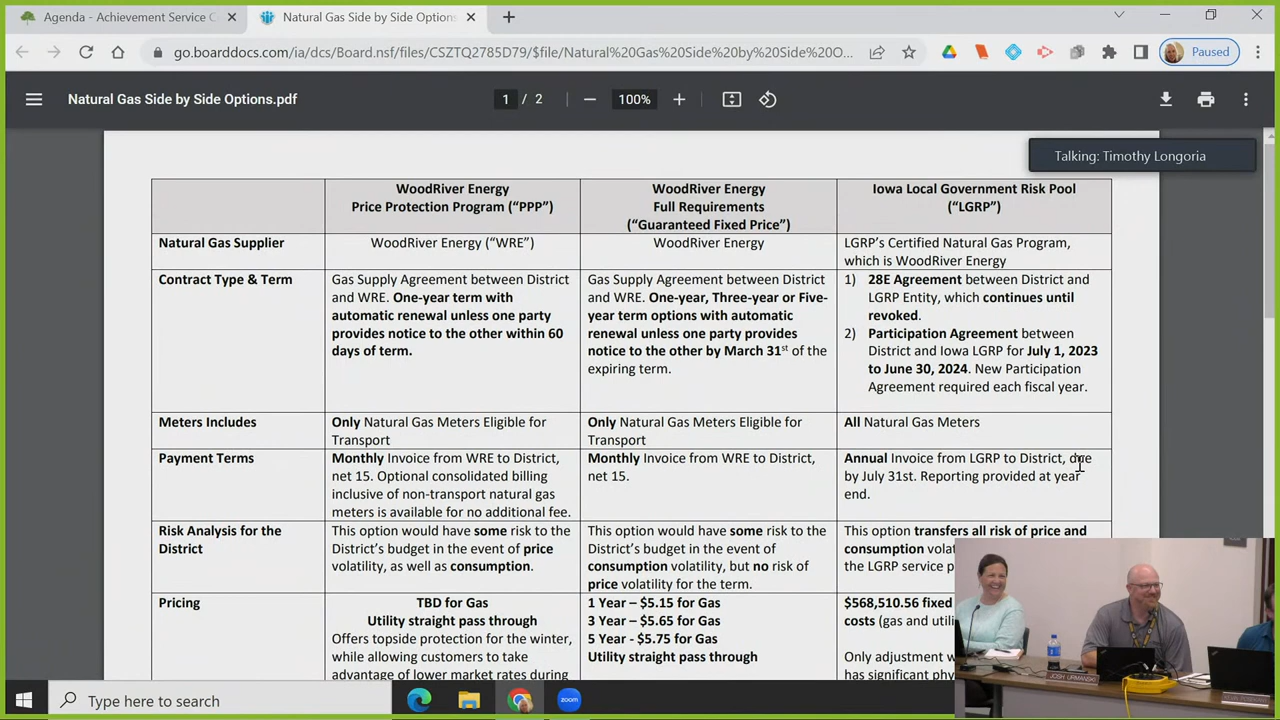 Agenda - Achievement Service C
Natural Gas Side by Side Options
go.boarddocs.com/ia/dcs/Board.nsf/files/CSZTO2785D79/$file/Natural%20Gas%20Side%20by%20Side%20O...
Paused
Natural Gas Side by Side Options.pdf
1 / 2
100%
Talking: Timothy Longoria
WoodRiver Energy
Price Protection Program ("PPP")
WoodRiver Energy
Full Requirements
("Guaranteed Fixed Price")
Iowa Local Government Risk Pool
("LGRP")
Natural Gas Supplier
WoodRiver Energy ("WRE")
WoodRiver Energy
LGRP's Certified Natural Gas Program,
which is WoodRiver Energy
Contract Type & Term
Gas Supply Agreement between District
and WRE. One-year term with
automatic renewal unless one party
provides notice to the other within 60
days of term.
Gas Supply Agreement between District
and WRE. One-year, Three-year or Five-
year term options with automatic
renewal unless one party provides
notice to the other by March 31st of the
expiring term.
1) 28E Agreement between District and
LGRP Entity, which continues until
revoked.
2) Participation Agreement between
District and Iowa LGRP for July 1, 2023
to June 30, 2024. New Participation
Agreement required each fiscal year.
Meters Includes
Only Natural Gas Meters Eligible for
Transport
Only Natural Gas Meters Eligible for
Transport
All Natural Gas Meters
Payment Terms
Monthly Invoice from WRE to District,
net 15. Optional consolidated billing
inclusive of non-transport natural gas
meters is available for no additional fee.
Monthly Invoice from WRE to District,
net 15.
Annual Invoice from LGRP to District, due
by July 31st. Reporting provided at year
end.
Risk Analysis for the
District
This option would have some risk to the
District's budget in the event of price
volatility, as well as consumption.
This option would have some risk to the
District's budget in the event of
consumption volatility, but no risk of
price volatility for the term.
This option transfers all risk of price and
consumption vola
the LGRP service p
Pricing
TBD for Gas
Utility straight pass through
Offers topside protection for the winter,
while allowing customers to take
advantage of lower market rates during
1 Year – $5.15 for Gas
3 Year – $5.65 for Gas
5 Year - $5.75 for Gas
Utility straight pass through
$568,510.56 fixed
costs (gas and utili
Only adjustment w
has significant phy
JOSH URMANSKI
Type here to search
zoom